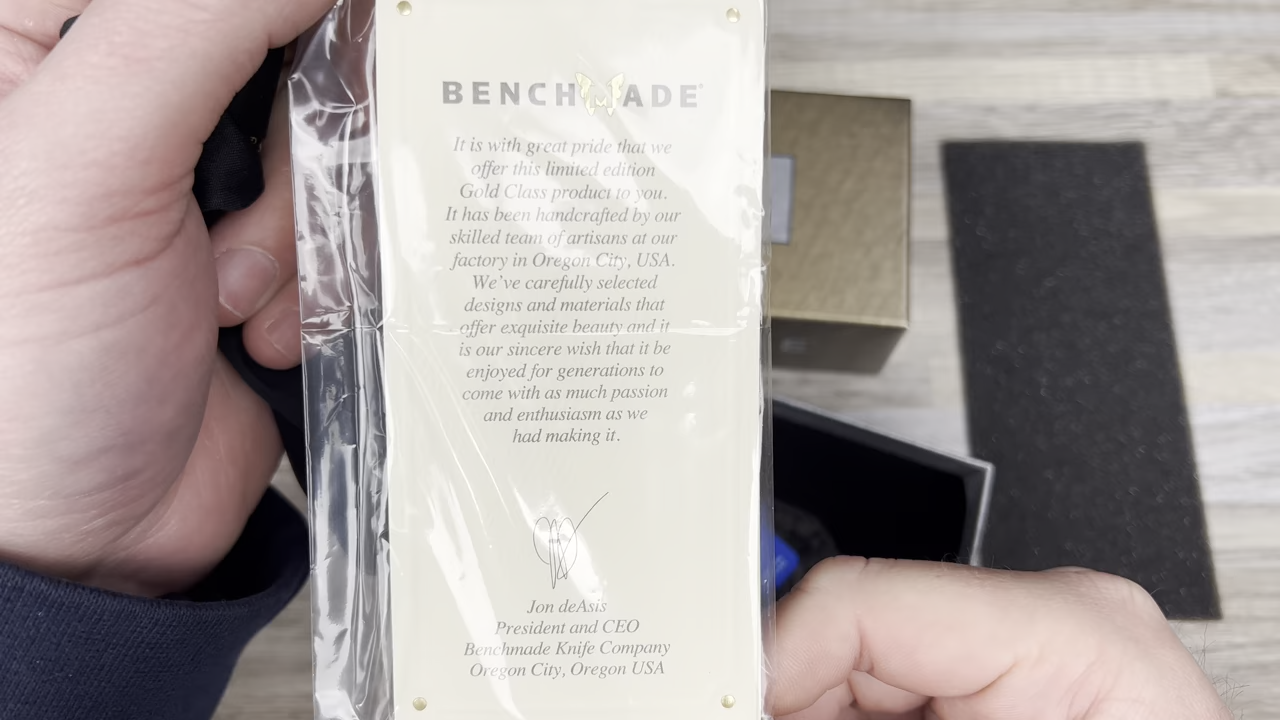 BENCHMADE®
It is with great pride that we
offer this limited edition
Gold Class product to you.
It has been handcrafted by our
skilled team of artisans at our
factory in Oregon City, USA.
We've carefully selected
designs and materials that
offer exquisite beauty and it
is our sincere wish that it be
enjoyed for generations to
come with as much passion
and enthusiasm as we
had making it.
Jon deAsis
President and CEO
Benchmade Knife Company
Oregon City, Oregon USA